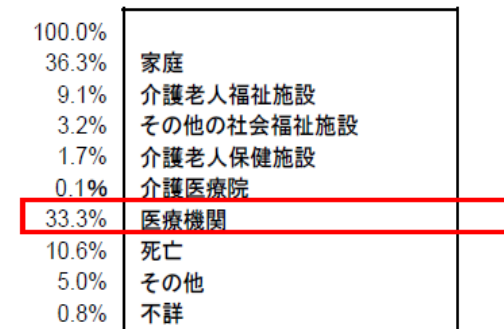 100.0%
36.3% 家庭
9.1% 介護老人福祉施設
3.2% その他の社会福祉施設
1.7% 介護老人保健施設
0.1% 介護医療院
33.3% 医療機関
10.6% 死亡
5.0% その他
0.8% 不詳